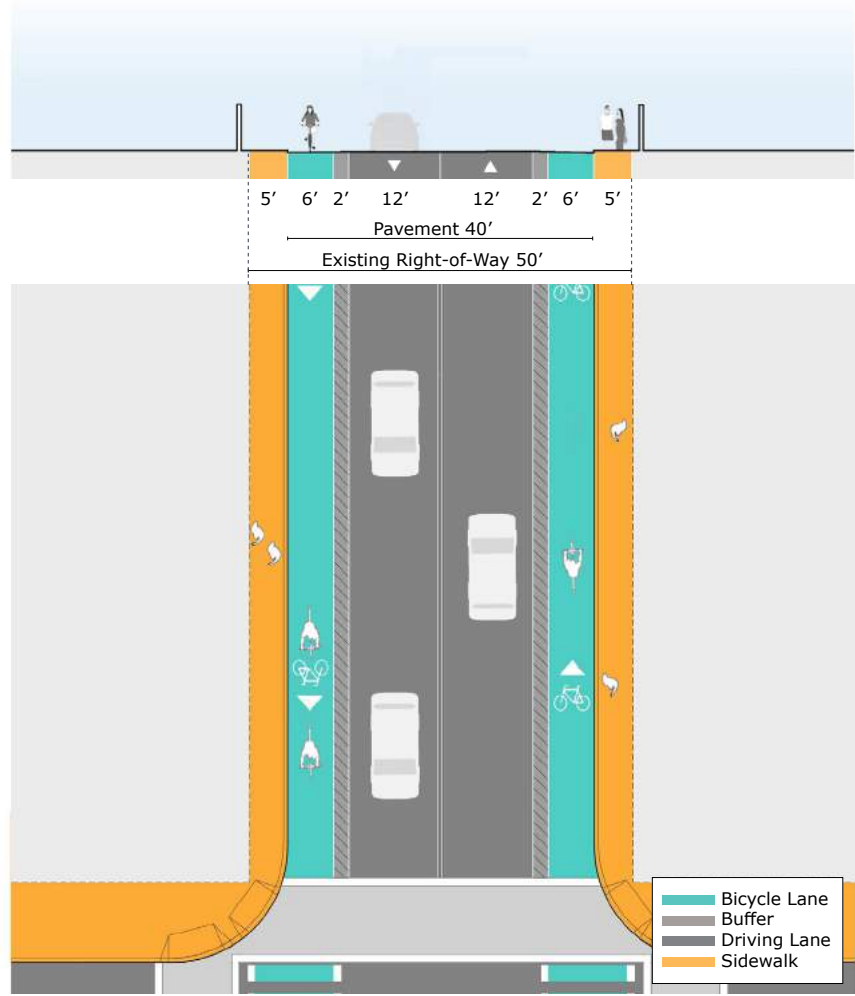 5′ 6′ 2′ 12′ 12′ 2′ 6′ 5′
Pavement 40′
Existing Right-of-Way 50′
Bicycle Lane
Buffer
Driving Lane
Sidewalk